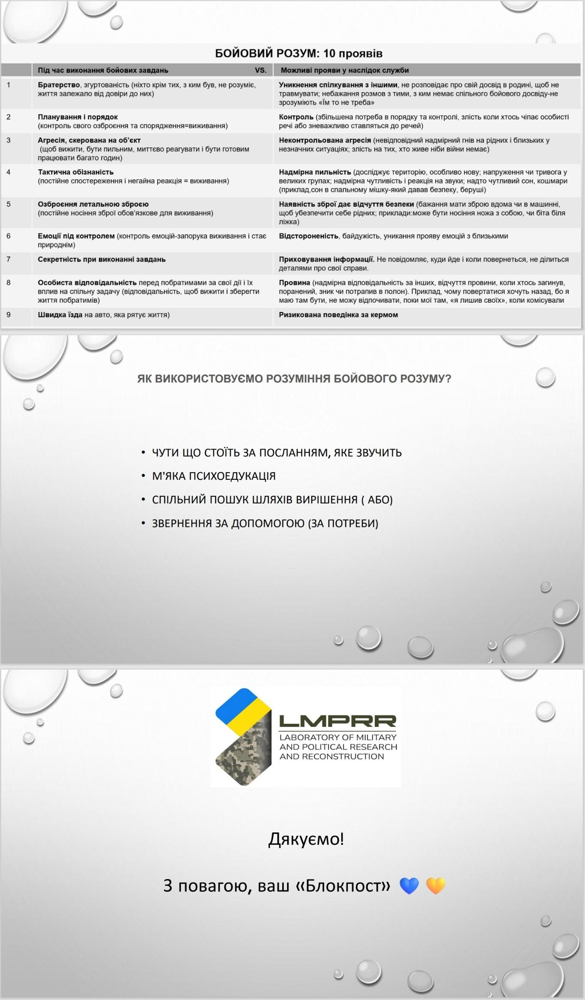 БОЙОВИЙ РОЗУМ: 10 проявів
Під час виконання бойових завдань VS. Можливі прояви у наслідок служби
1 Братерство, згуртованість (ніхто крім тих, з ким був, не розуміє,
життя залежало від довіри до них)
Уникнення спілкування з іншими, не розповідає про свій досвід в родині, щоб не
травмувати; небажання розмов з тими, з ким немає спільного бойового досвіду-не
зрозуміють «Їм то не треба»
2 Планування і порядок
(контроль свого озброєння та спорядження=виживання)
Контроль (збільшена потреба в порядку та контролі, злість коли хтось чіпає особисті
речі або зневажливо ставляться до речей)
3 Агресія, скерована на об’єкт
(щоб вижити, бути пильним, миттєво реагувати і бути готовим
працювати багато годин)
Неконтрольована агресія (невідповідний надмірний гнів на рідних і близьких у
незначних ситуаціях; злість на тих, хто живе ніби війни немає)
4 Тактична обізнаність
(постійне спостереження і негайна реакція = виживання)
Надмірна пильність (досліджує територію, особливо нову; напруження чи тривога у
великих групах; надмірна чутливість і реакція на звуки; надто чутливий сон, кошмари
(приклад,сон в спальному мішку-який давав безпеку, беруші)
5 Озброєння летальною зброєю
(постійне носіння зброї обов’язкове для виживання)
Наявність зброї дає відчуття безпеки (бажання мати зброю вдома чи в машинні,
щоб убезпечити себе рідних; приклади:може бути носіння ножа з собою, чи біта біля
ліжка)
6 Емоції під контролем (контроль емоцій-запорука виживання і стає
природнім)
Відстороненість, байдужість, уникання прояву емоцій з близькими
7 Секретність при виконанні завдань
Приховування інформації. Не повідомляє, куди йде і коли повернеться, не ділиться
деталями про свої справи.
8 Особиста відповідальність перед побратимами за свої дії і їх
вплив на спільну задачу (відповідальність, щоб вижити і зберегти
життя побратимів)
Провина (надмірна відповідальність за інших, відчуття провини, коли хтось загинув,
поранений, зник чи потрапив в полон). Приклад, чому повертатися хочуть назад, бо я
маю там бути, не можу відпочивати, поки мої там, «я лишив своїх», коли комісували
9 Швидка їзда на авто, яка рятує життя)
Ризикована поведінка за кермом
ЯК ВИКОРИСТОВУЄМО РОЗУМІННЯ БОЙОВОГО РОЗУМУ?
• ЧУТИ ЩО СТОЇТЬ ЗА ПОСЛАННЯМ, ЯКЕ ЗВУЧИТЬ
• М’ЯКА ПСИХОЕДУКАЦІЯ
• СПІЛЬНИЙ ПОШУК ШЛЯХІВ ВИРІШЕННЯ ( АБО)
• ЗВЕРНЕННЯ ЗА ДОПОМОГОЮ (ЗА ПОТРЕБИ)
LMPRR
LABORATORY OF MILITARY
AND POLITICAL RESEARCH
AND RECONSTRUCTION
Дякуємо!
З повагою, ваш «Блокпост» 💙 💛